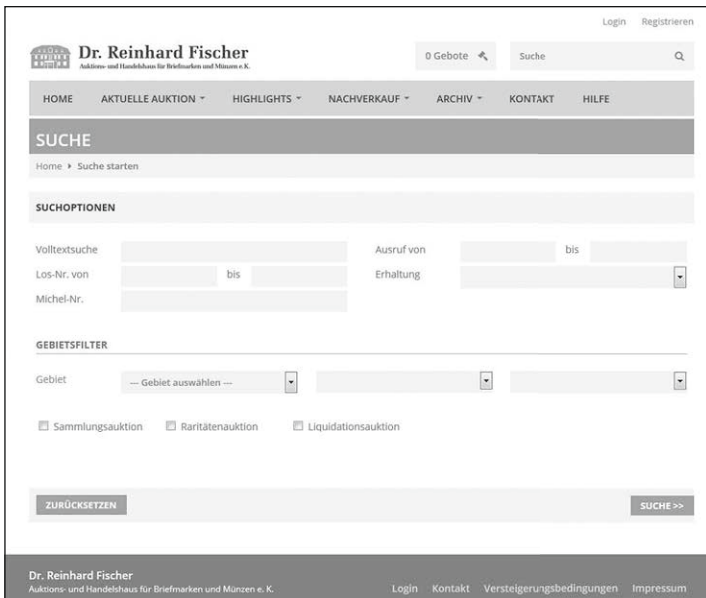 Login Registrieren
Dr. Reinhard Fischer
Auktions- und Handelshaus für Briefmarken und Münzen e.K.
0 Gebote Suche
HOME AKTUELLE AUKTION HIGHLIGHTS NACHVERKAUF ARCHIV KONTAKT HILFE
SUCHE
Home Suche starten
SUCHOPTIONEN
Volltextsuche Ausruf von bis
Los-Nr. von bis Erhaltung
Michel-Nr.
GEBIETSFILTER
Gebiet --- Gebiet auswählen ---
Sammlungsauktion Raritätenauktion Liquidationsauktion
ZURÜCKSETZEN SUCHE >>
Dr. Reinhard Fischer
Auktions- und Handelshaus für Briefmarken und Münzen e. K. Login Kontakt Versteigerungsbedingungen Impressum